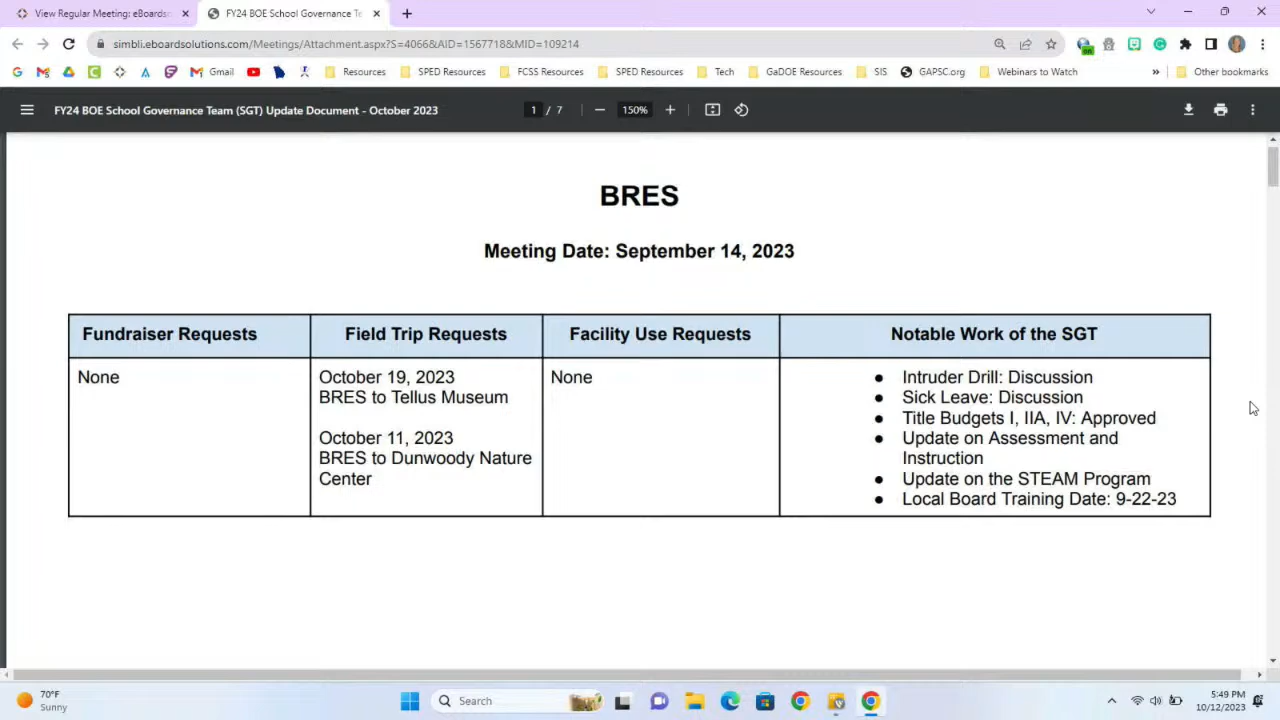 View Regular Meeting: eBoardso
FY24 BOE School Governance Te
simbli.eboardsolutions.com/Meetings/Attachment.aspx?S=4066&AID=1567718&MID=109214
Gmail
Resources
SPED Resources
FCSS Resources
SPED Resources
Tech
GaDOE Resources
SIS
GAPSC.org
Webinars to Watch
»
Other bookmarks
FY24 BOE School Governance Team (SGT) Update Document - October 2023
1 / 7
150%
BRES
Meeting Date: September 14, 2023
Fundraiser Requests
Field Trip Requests
Facility Use Requests
Notable Work of the SGT
None
October 19, 2023
BRES to Tellus Museum
October 11, 2023
BRES to Dunwoody Nature
Center
None
● Intruder Drill: Discussion
● Sick Leave: Discussion
● Title Budgets I, IIA, IV: Approved
● Update on Assessment and
Instruction
● Update on the STEAM Program
● Local Board Training Date: 9-22-23
70°F
Sunny
Search
5:49 PM
10/12/2023